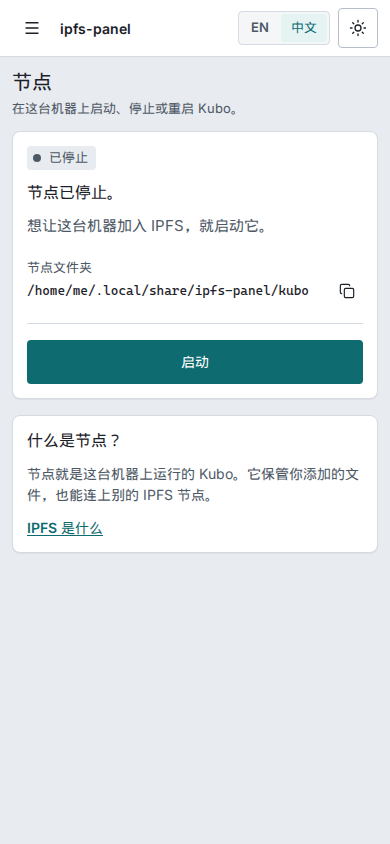 ipfs-panel
EN 中文
节点
在这台机器上启动、停止或重启 Kubo。
已停止
节点已停止。
想让这台机器加入 IPFS，就启动它。
节点文件夹
/home/me/.local/share/ipfs-panel/kubo
启动
什么是节点？
节点就是这台机器上运行的 Kubo。它保管你添加的文
件，也能连上别的 IPFS 节点。
IPFS 是什么